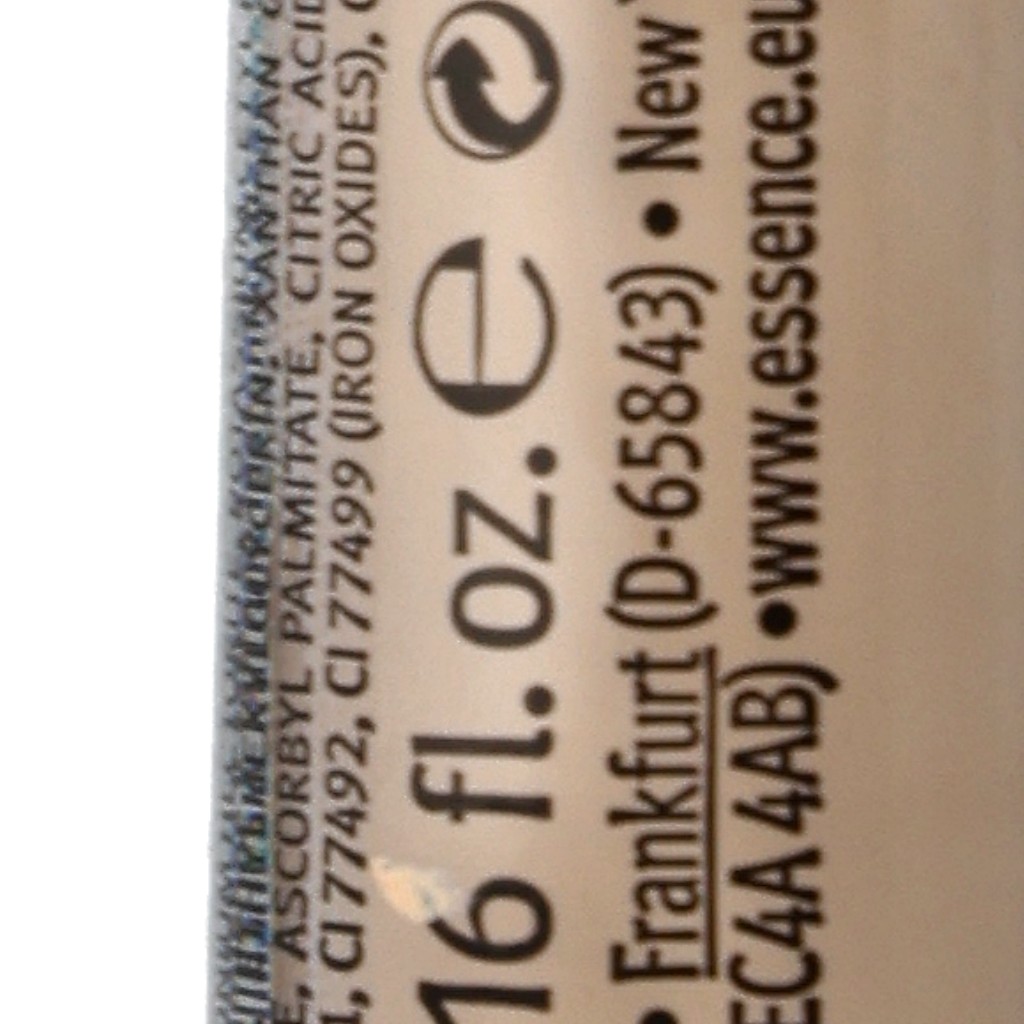 XANTHAN
E, ASCORBYL PALMITATE, CITRIC ACID
, CI 77492, CI 77499 (IRON OXIDES),
16 fl. oz. e
• Frankfurt (D-65843) • New
EC4A 4AB) •www.essence.eu